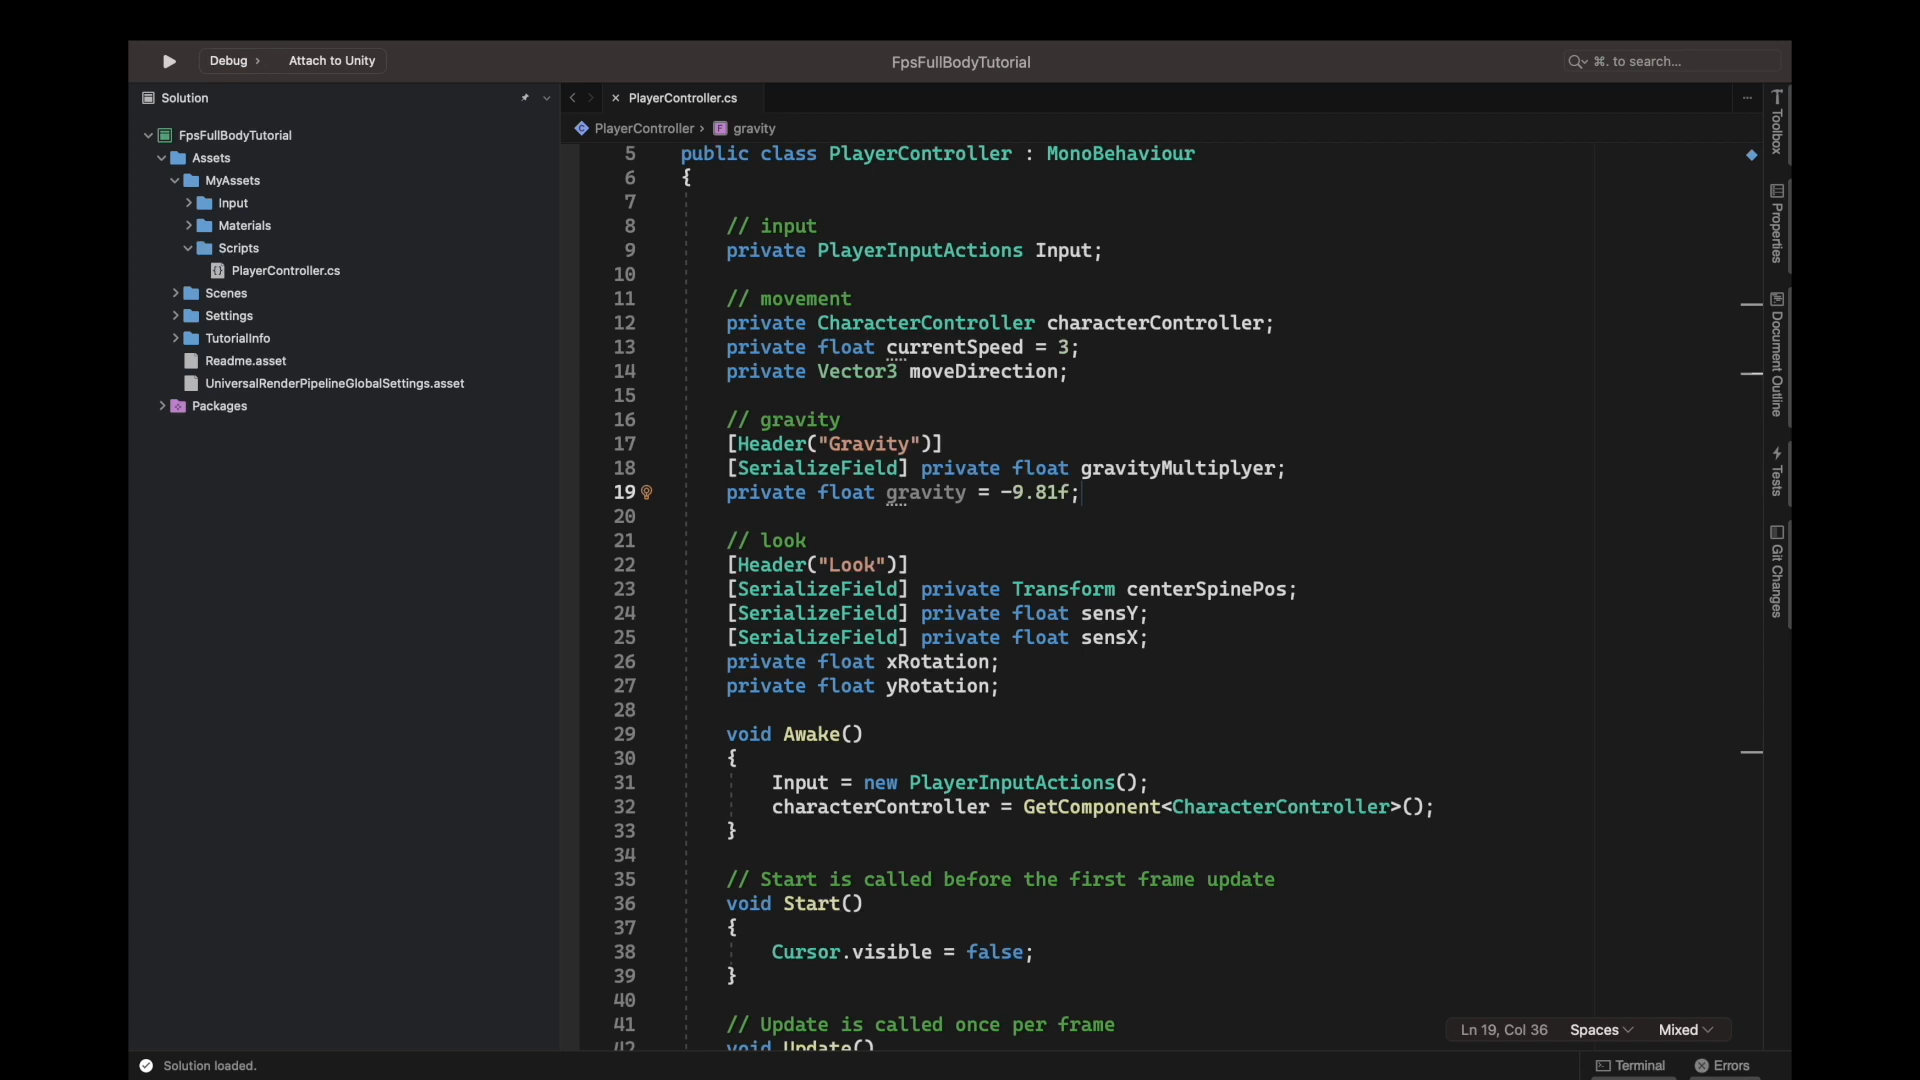 Debug › Attach to Unity
FpsFullBodyTutorial
⌘. to search...
Solution
FpsFullBodyTutorial
Assets
MyAssets
Input
Materials
Scripts
PlayerController.cs
Scenes
Settings
TutorialInfo
Readme.asset
UniversalRenderPipelineGlobalSettings.asset
Packages
PlayerController.cs
PlayerController › gravity
5 public class PlayerController : MonoBehaviour
6 {
7
8 // input
9 private PlayerInputActions Input;
10
11 // movement
12 private CharacterController characterController;
13 private float currentSpeed = 3;
14 private Vector3 moveDirection;
15
16 // gravity
17 [Header("Gravity")]
18 [SerializeField] private float gravityMultiplyer;
19 private float gravity = -9.81f;
20
21 // look
22 [Header("Look")]
23 [SerializeField] private Transform centerSpinePos;
24 [SerializeField] private float sensY;
25 [SerializeField] private float sensX;
26 private float xRotation;
27 private float yRotation;
28
29 void Awake()
30 {
31 Input = new PlayerInputActions();
32 characterController = GetComponent<CharacterController>();
33 }
34
35 // Start is called before the first frame update
36 void Start()
37 {
38 Cursor.visible = false;
39 }
40
41 // Update is called once per frame
42 void Update()
Toolbox
Properties
Document Outline
Tests
Git Changes
Ln 19, Col 36 Spaces Mixed
Solution loaded.
Terminal Errors